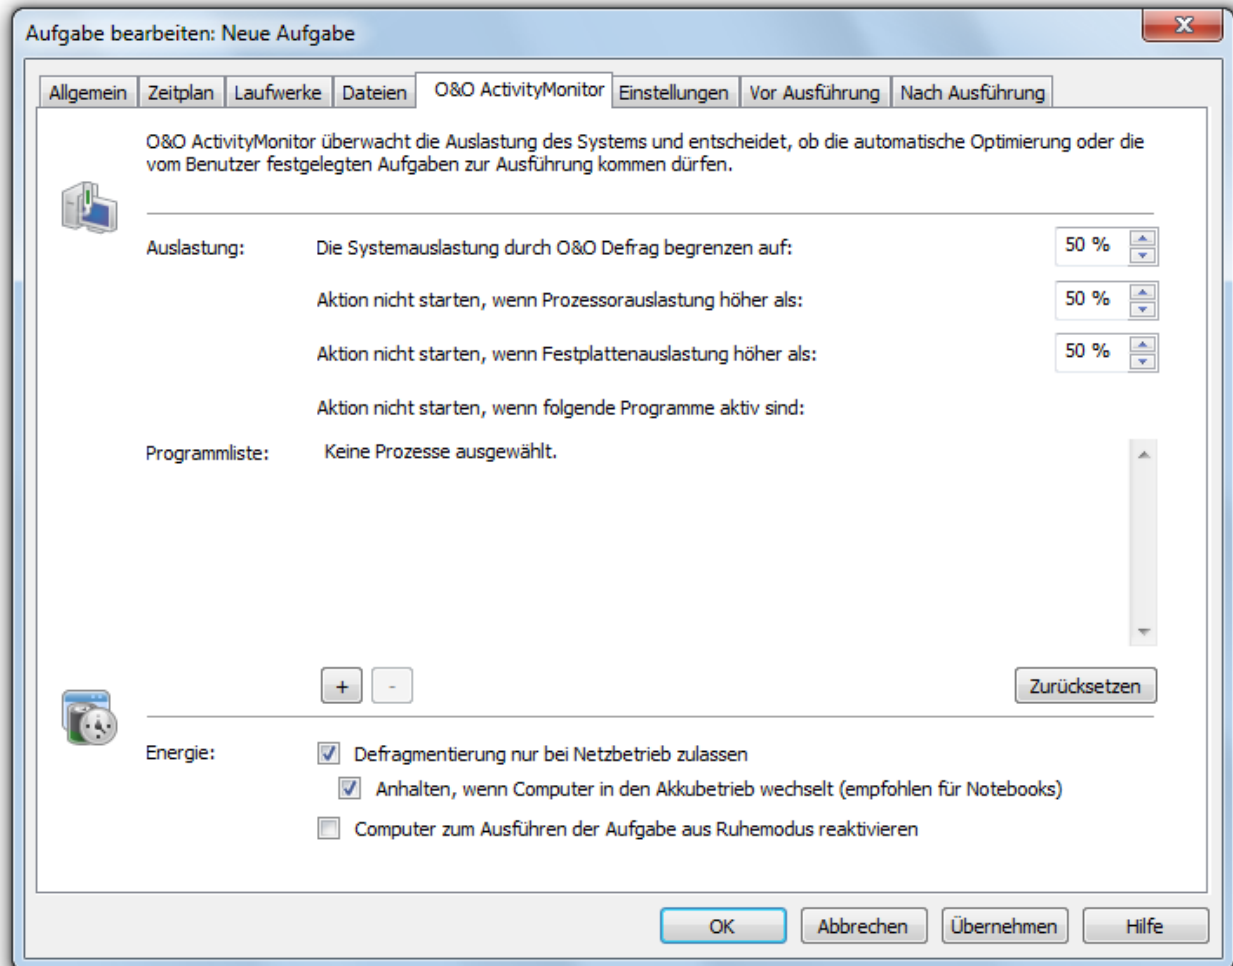 Aufgabe bearbeiten: Neue Aufgabe
X
Allgemein Zeitplan Laufwerke Dateien O&O ActivityMonitor Einstellungen Vor Ausführung Nach Ausführung
O&O ActivityMonitor überwacht die Auslastung des Systems und entscheidet, ob die automatische Optimierung oder die
vom Benutzer festgelegten Aufgaben zur Ausführung kommen dürfen.
Auslastung: Die Systemauslastung durch O&O Defrag begrenzen auf: 50 %
Aktion nicht starten, wenn Prozessorauslastung höher als: 50 %
Aktion nicht starten, wenn Festplattenauslastung höher als: 50 %
Aktion nicht starten, wenn folgende Programme aktiv sind:
Programmliste: Keine Prozesse ausgewählt.
+ - Zurücksetzen
Energie: Defragmentierung nur bei Netzbetrieb zulassen
Anhalten, wenn Computer in den Akkubetrieb wechselt (empfohlen für Notebooks)
Computer zum Ausführen der Aufgabe aus Ruhemodus reaktivieren
OK Abbrechen Übernehmen Hilfe